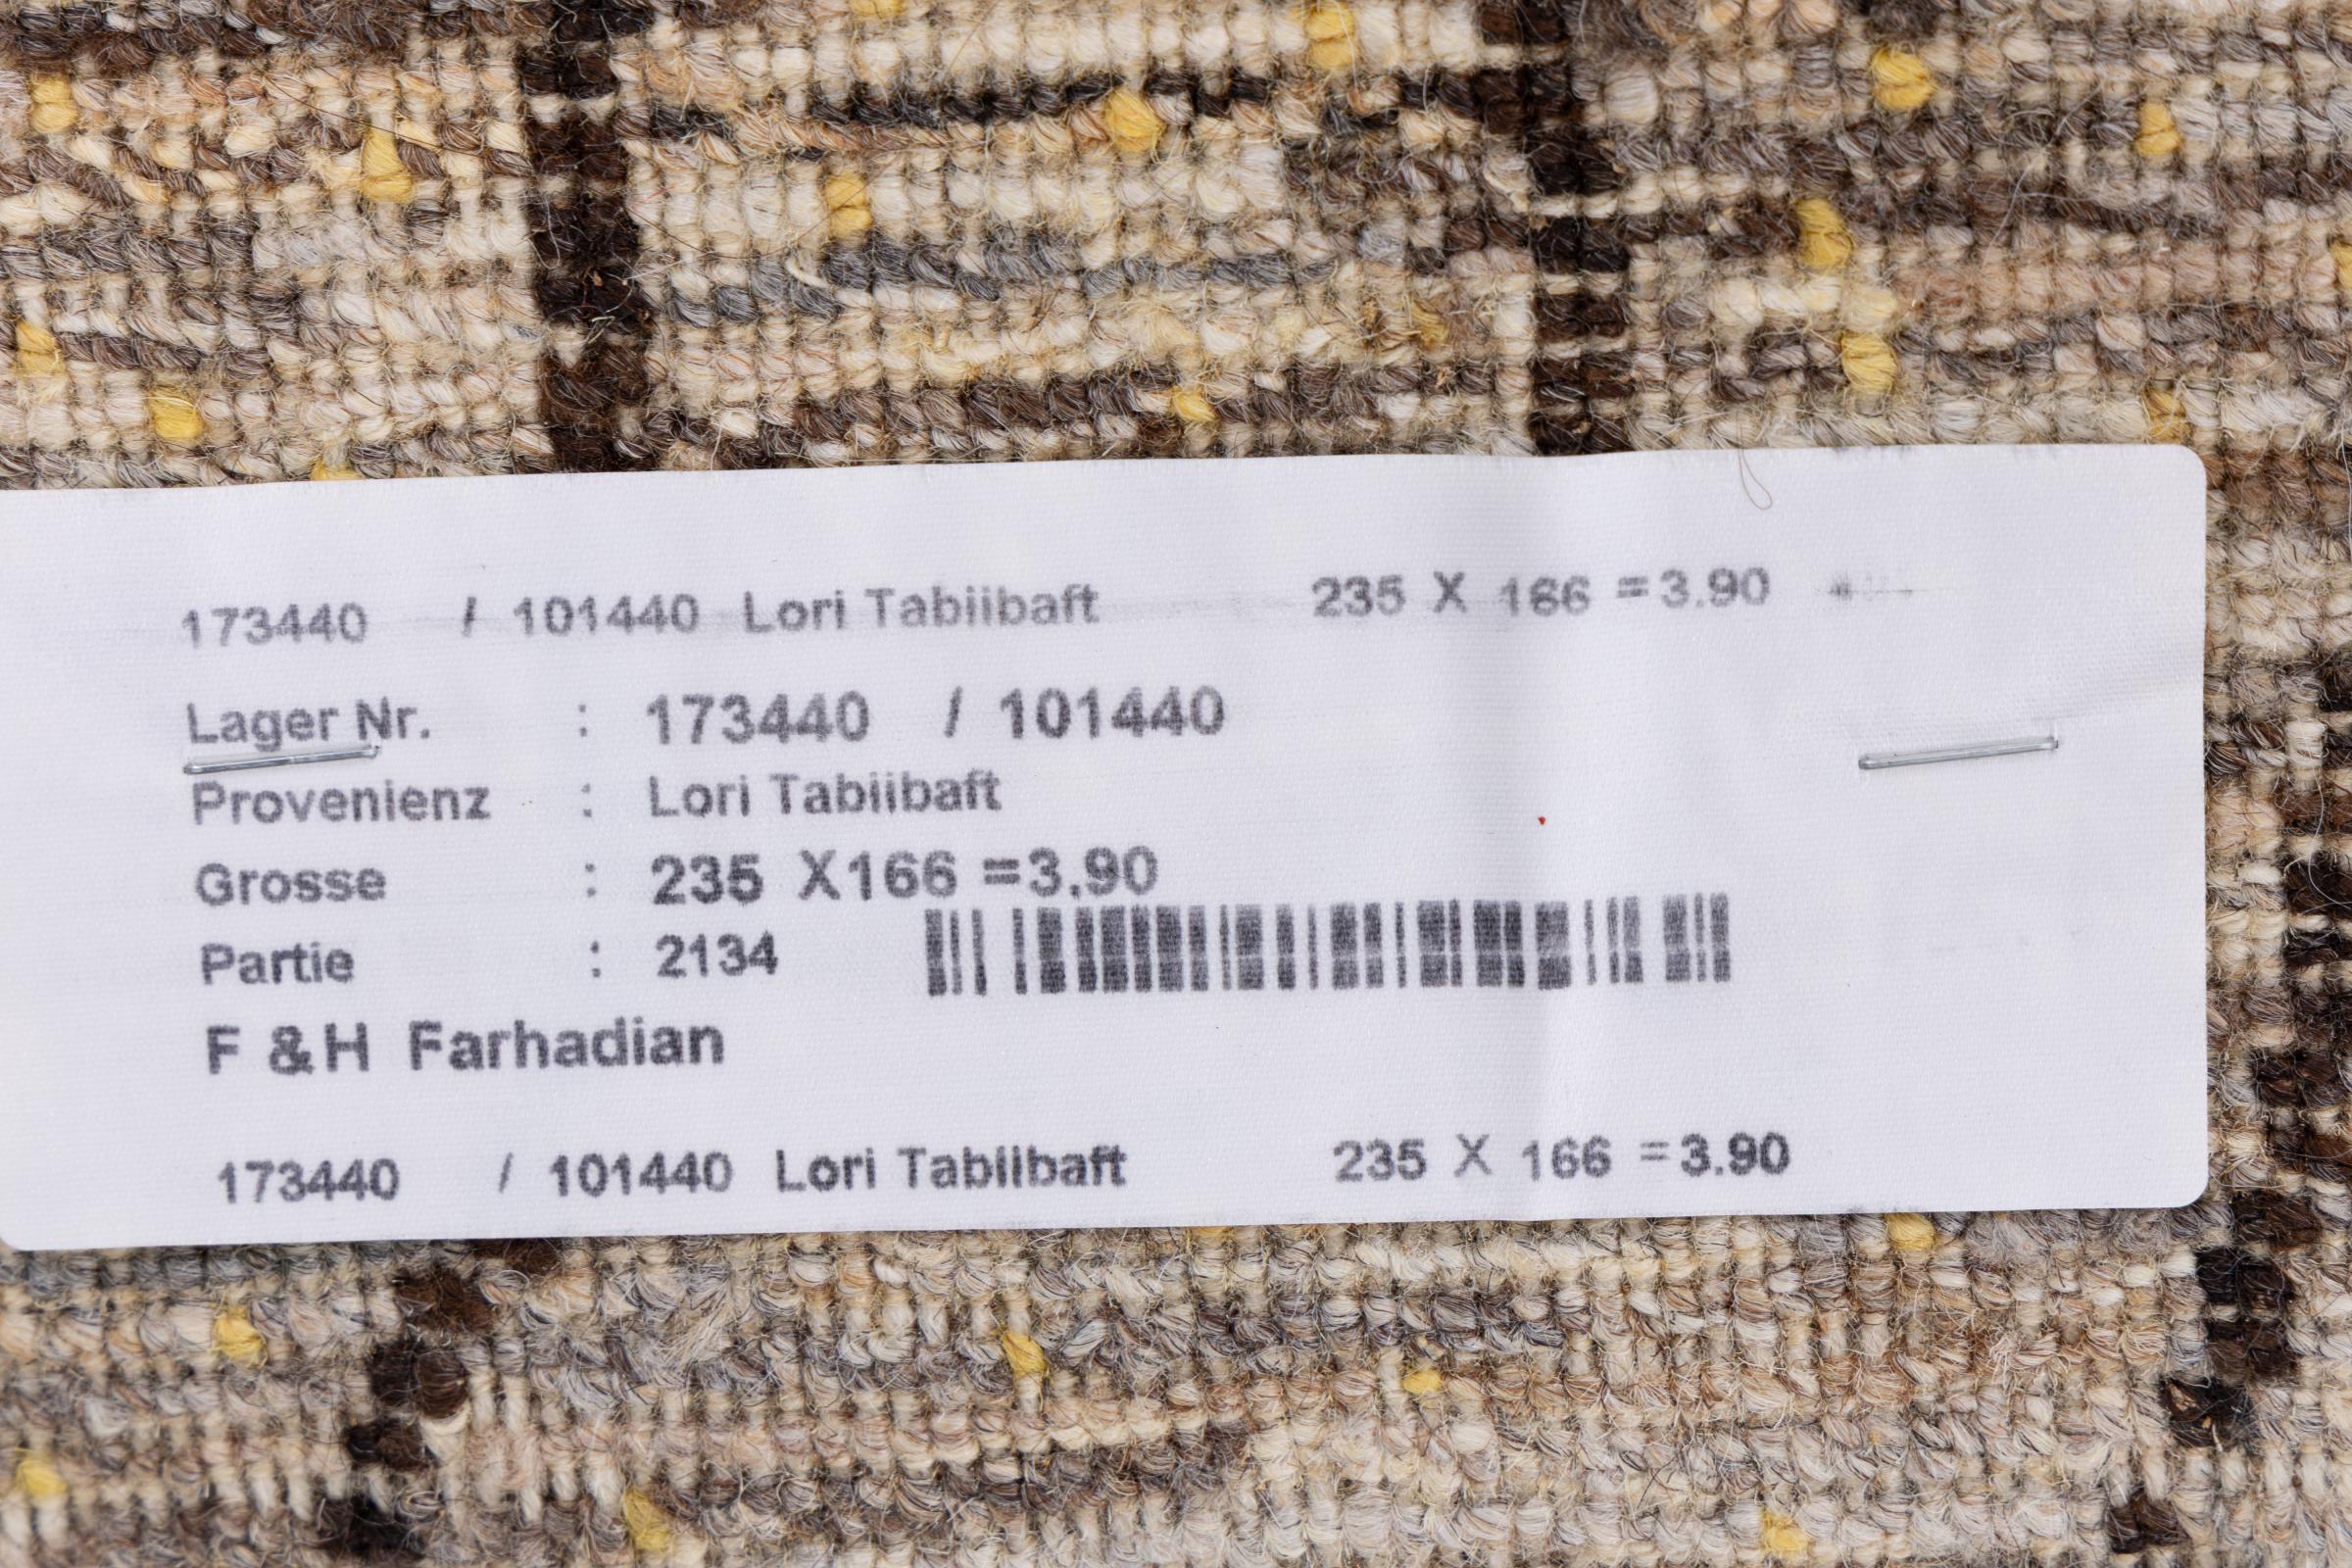 173440 / 101440 Lori Tabiibaft 235 X 166 =3.90
Lager Nr. : 173440 / 101440
Provenienz : Lori Tabiibaft
Grosse : 235 X166 =3.90
Partie : 2134
F &H Farhadian
173440 / 101440 Lori Tabiibaft 235 X 166 =3.90